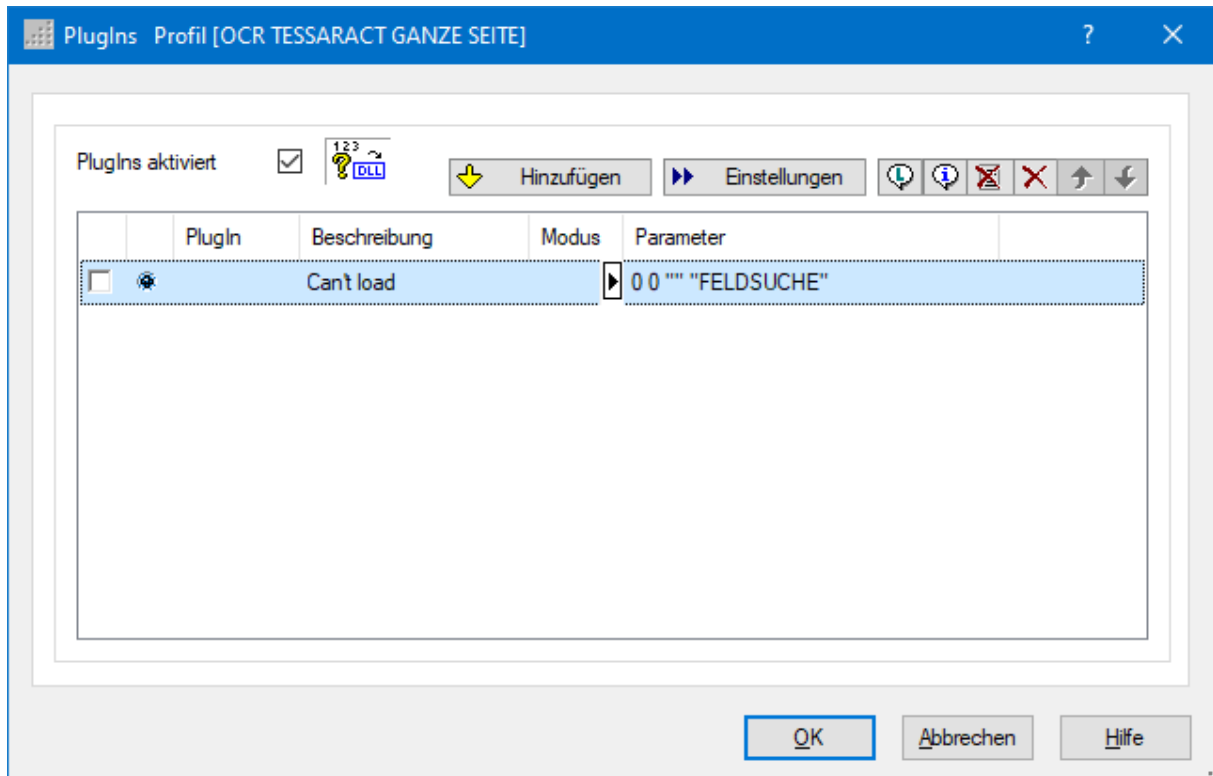 PlugIns Profil [OCR TESSARACT GANZE SEITE] ?
PlugIns aktiviert 123 ? DLL Hinzufügen Einstellungen
PlugIn Beschreibung Modus Parameter
Can't load 0 0 "" "FELDSUCHE"
OK Abbrechen Hilfe